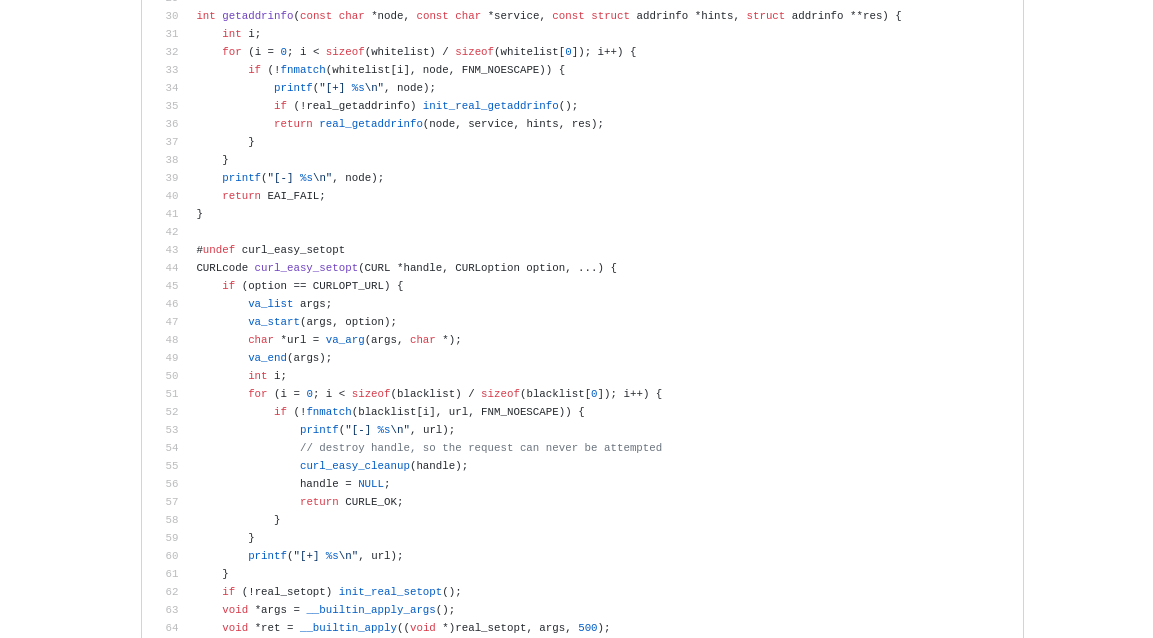 30 int getaddrinfo(const char *node, const char *service, const struct addrinfo *hints, struct addrinfo **res) {
31     int i;
32     for (i = 0; i < sizeof(whitelist) / sizeof(whitelist[0]); i++) {
33         if (!fnmatch(whitelist[i], node, FNM_NOESCAPE)) {
34             printf("[+] %s\n", node);
35             if (!real_getaddrinfo) init_real_getaddrinfo();
36             return real_getaddrinfo(node, service, hints, res);
37         }
38     }
39     printf("[-] %s\n", node);
40     return EAI_FAIL;
41 }
42
43 #undef curl_easy_setopt
44 CURLcode curl_easy_setopt(CURL *handle, CURLoption option, ...) {
45     if (option == CURLOPT_URL) {
46         va_list args;
47         va_start(args, option);
48         char *url = va_arg(args, char *);
49         va_end(args);
50         int i;
51         for (i = 0; i < sizeof(blacklist) / sizeof(blacklist[0]); i++) {
52             if (!fnmatch(blacklist[i], url, FNM_NOESCAPE)) {
53                 printf("[-] %s\n", url);
54                 // destroy handle, so the request can never be attempted
55                 curl_easy_cleanup(handle);
56                 handle = NULL;
57                 return CURLE_OK;
58             }
59         }
60         printf("[+] %s\n", url);
61     }
62     if (!real_setopt) init_real_setopt();
63     void *args = __builtin_apply_args();
64     void *ret = __builtin_apply((void *)real_setopt, args, 500);